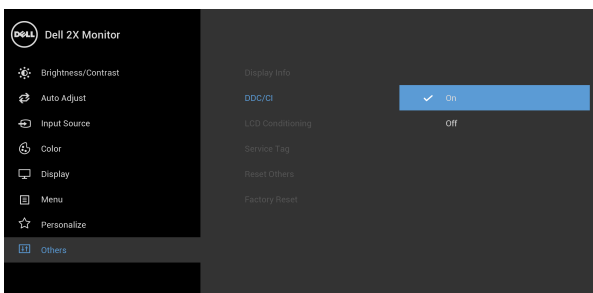 DELL
Dell 2X Monitor
Brightness/Contrast
Auto Adjust
Input Source
Color
Display
Menu
Personalize
Others
Display Info
DDC/CI
LCD Conditioning
Service Tag
Reset Others
Factory Reset
On
Off